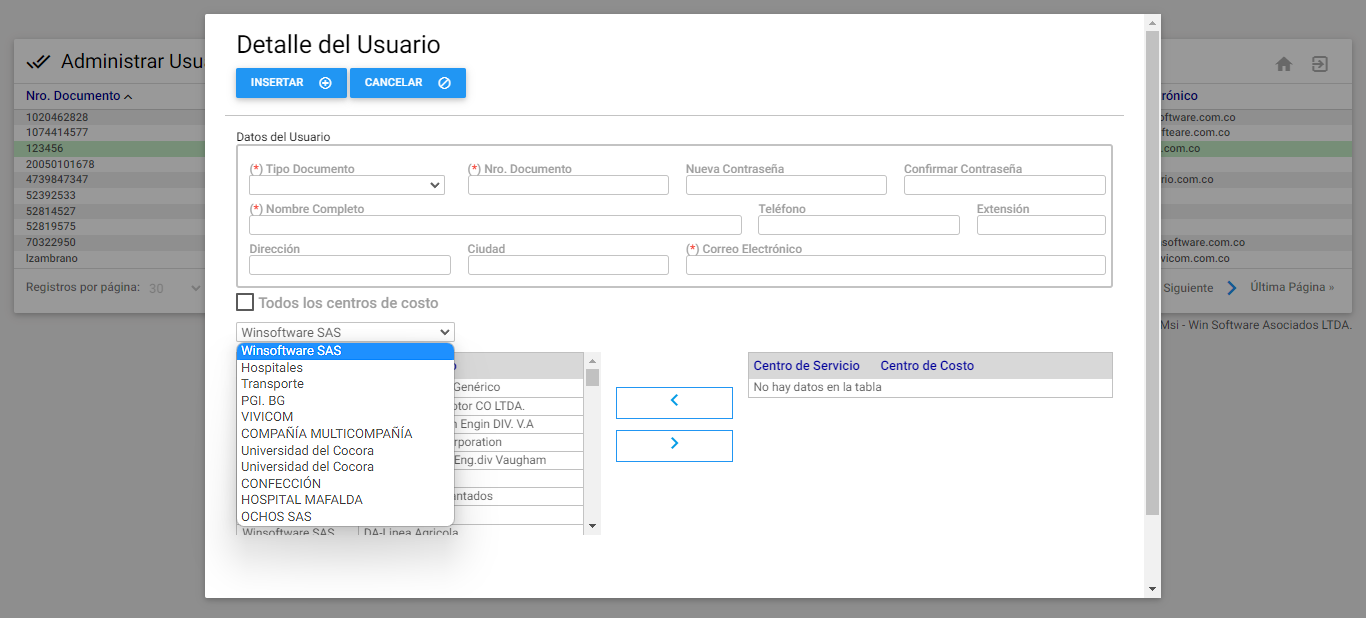 Detalle del Usuario
INSERTAR CANCELAR
Administrar Usu
Nro. Documento
1020462828
1074414577
123456
20050101678
4739847347
52392533
52814527
52819575
70322950
lzambrano
Registros por página: 30
Datos del Usuario
(*) Tipo Documento (*) Nro. Documento Nueva Contraseña Confirmar Contraseña
(*) Nombre Completo Teléfono Extensión
Dirección Ciudad (*) Correo Electrónico
Todos los centros de costo
Winsoftware SAS
Winsoftware SAS
Hospitales
Transporte
PGI. BG
VIVICOM
COMPAÑÍA MULTICOMPAÑÍA
Universidad del Cocora
Universidad del Cocora
CONFECCIÓN
HOSPITAL MAFALDA
OCHOS SAS
o
Genérico
otor CO LTDA.
n Engin DIV. V.A
rporation
Eng.div Vaugham
antados
Winsoftware SAS DA-Linea Agricola
Centro de Servicio Centro de Costo
No hay datos en la tabla
rónico
oftware.com.co
ofteare.com.co
.com.co
rio.com.co
software.com.co
vicom.com.co
Siguiente Última Página »
Msi - Win Software Asociados LTDA.